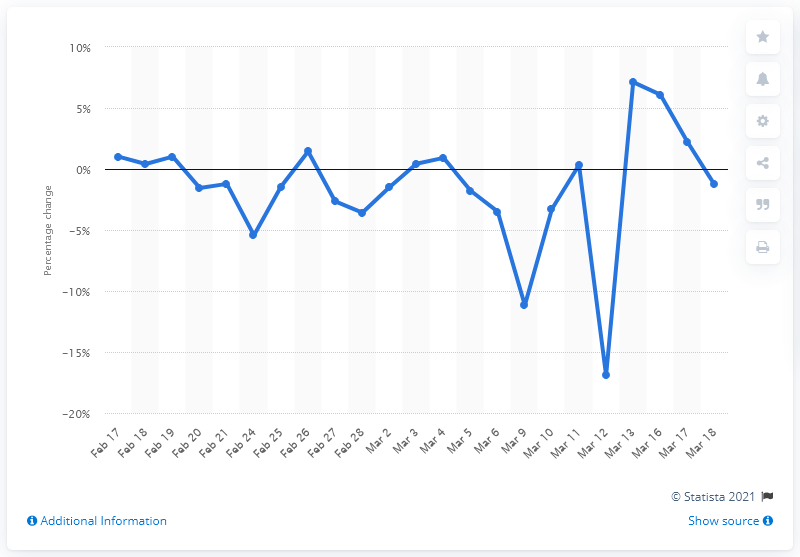 10%
5%
0%
−5%
−10%
−15%
−20%
Percentage change
Feb 17
Feb 18
Feb 19
Feb 20
Feb 21
Feb 24
Feb 25
Feb 26
Feb 27
Feb 28
Mar 2
Mar 3
Mar 4
Mar 5
Mar 6
Mar 9
Mar 10
Mar 11
Mar 12
Mar 13
Mar 16
Mar 17
Mar 18
© Statista 2021
Additional Information
Show source